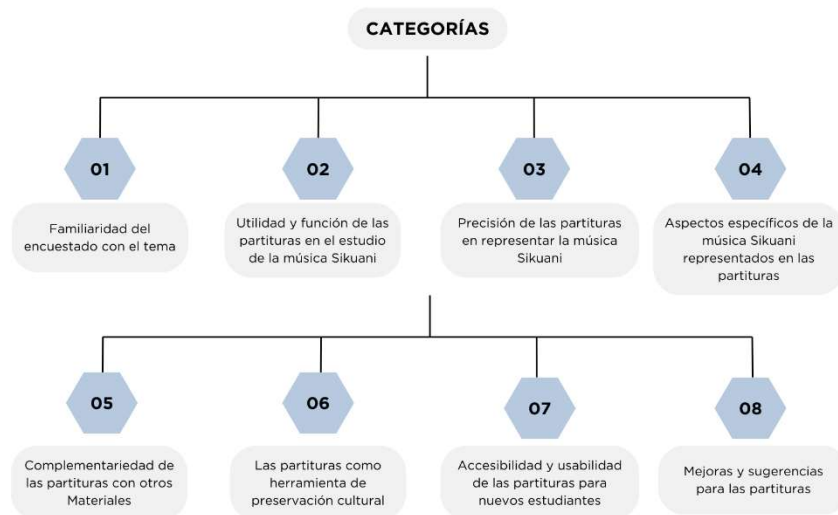 CATEGORÍAS
01
Familiaridad del
encuestado con el tema
02
Utilidad y función de las
partituras en el estudio
de la música Sikuani
03
Precisión de las partituras
en representar la música
Sikuani
04
Aspectos específicos de la
música Sikuani
representados en las
partituras
05
Complementariedad de
las partituras con otros
Materiales
06
Las partituras como
herramienta de
preservación cultural
07
Accesibilidad y usabilidad
de las partituras para
nuevos estudiantes
08
Mejoras y sugerencias
para las partituras